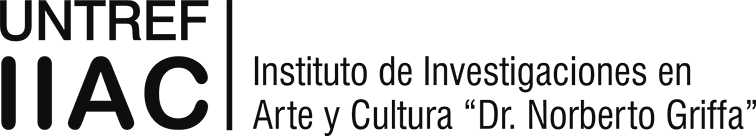 UNTREF
IIAC
Instituto de Investigaciones en
Arte y Cultura “Dr. Norberto Griffa”